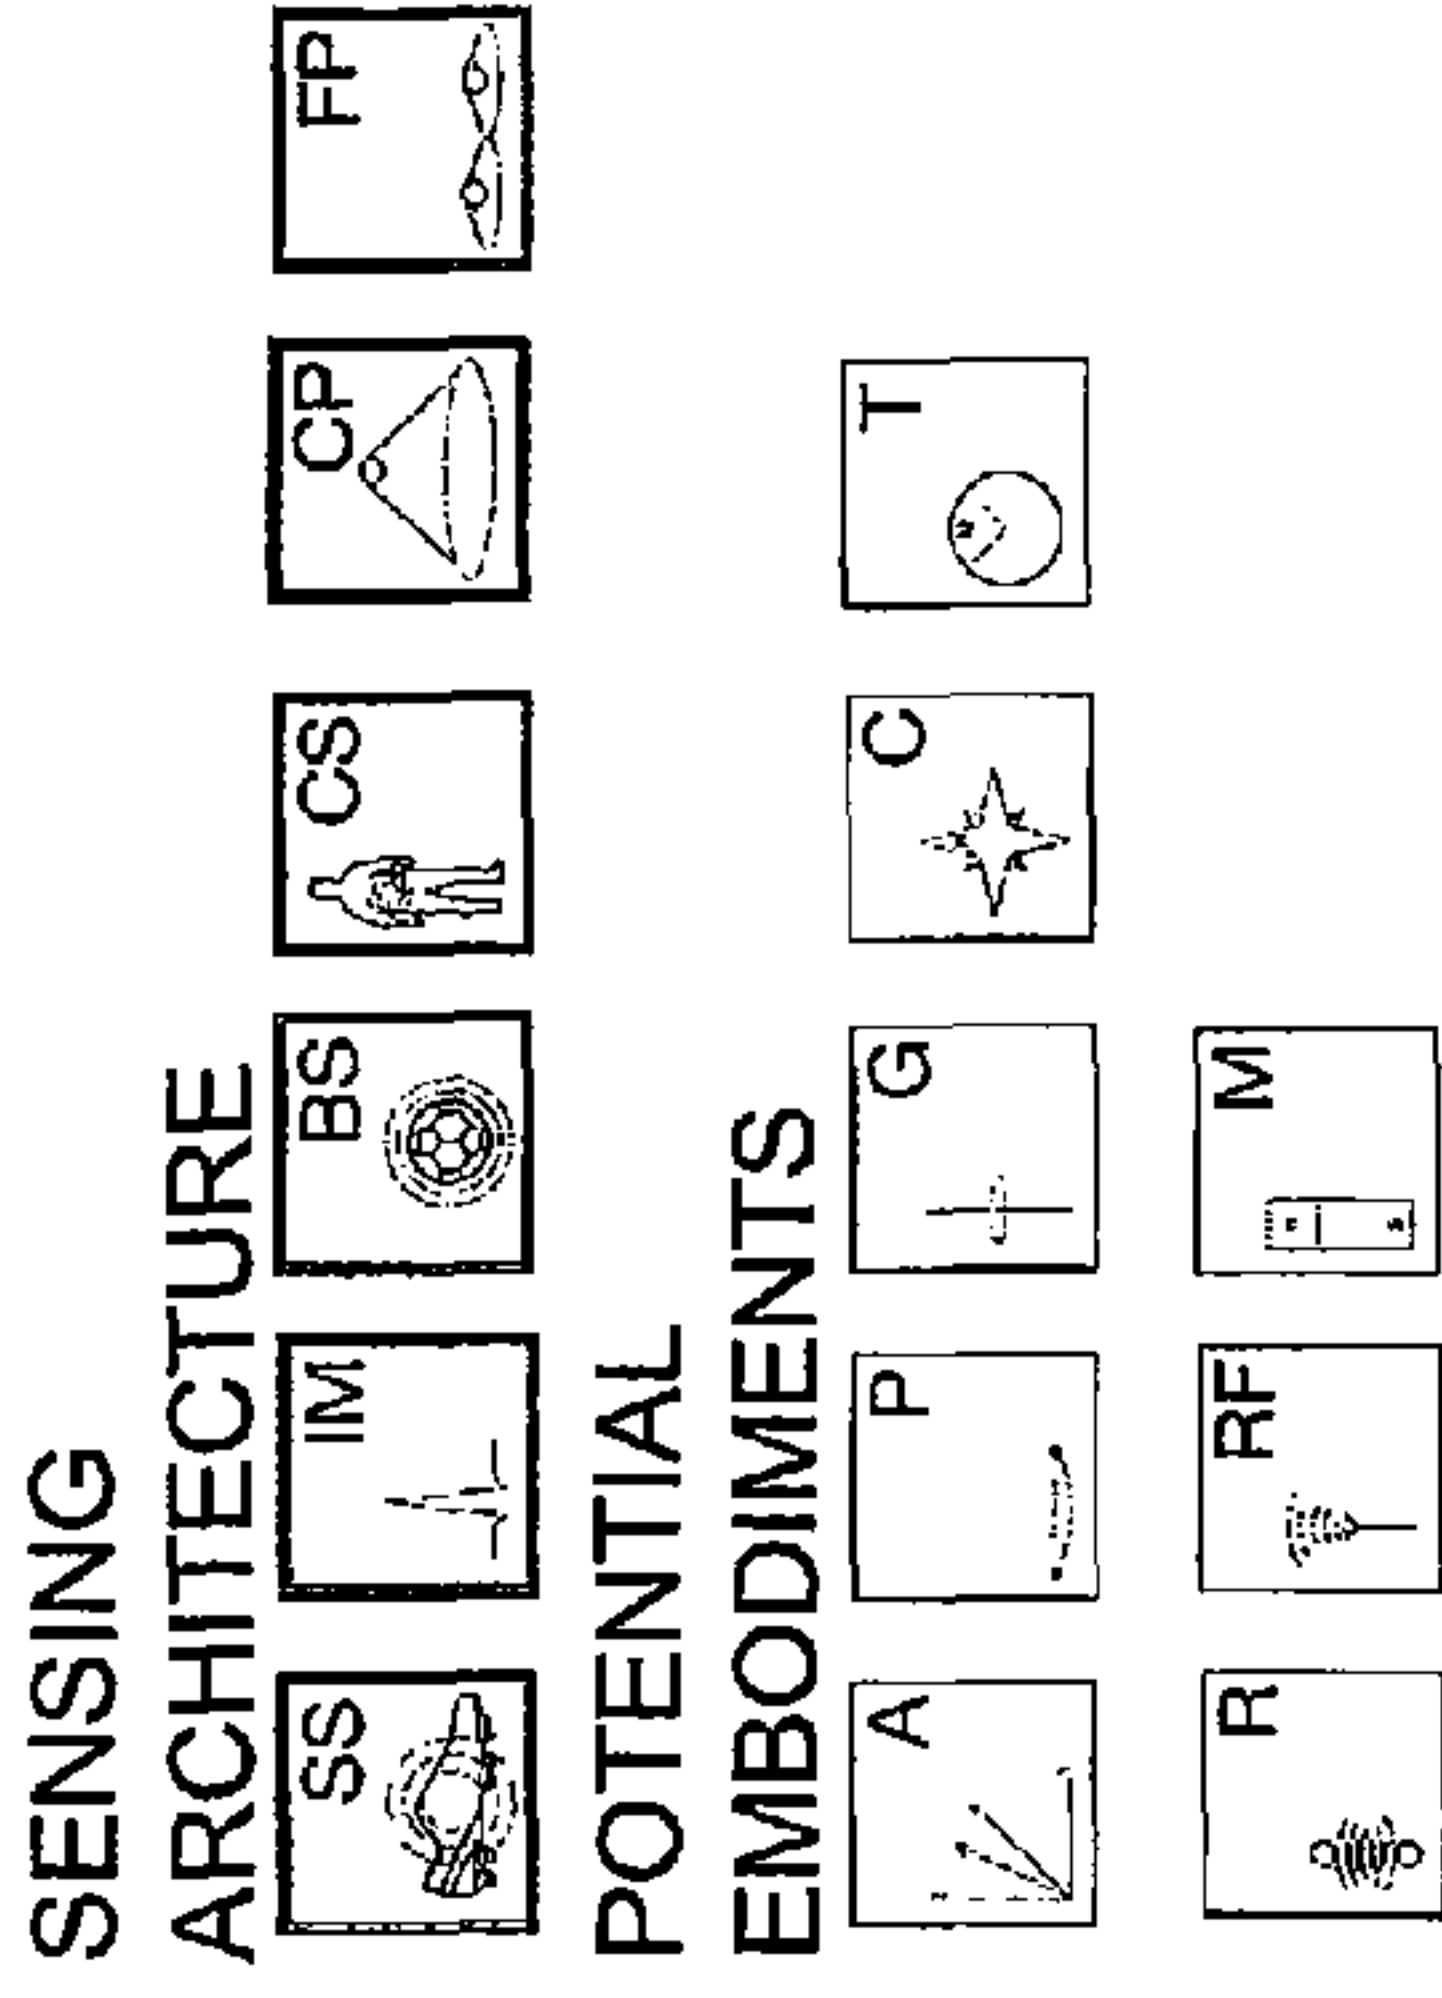 SENSING
ARCHITECTURE
SS IM BS CS CP FP
POTENTIAL
EMBODIMENTS
A P G C T
R RF M